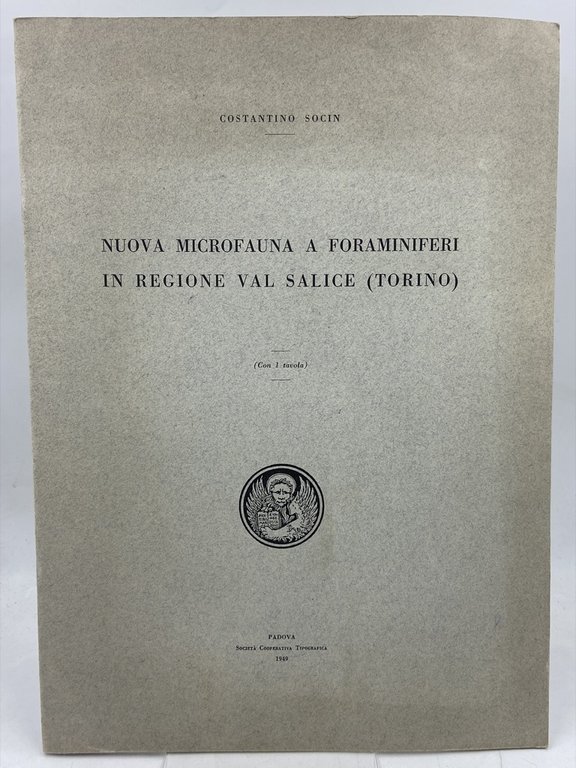 COSTANTINO SOCIN
NUOVA MICROFAUNA A FORAMINIFERI
IN REGIONE VAL SALICE (TORINO)
(Con 1 tavola)
PADOVA
SOCIETÀ COOPERATIVA TIPOGRAFICA
1949